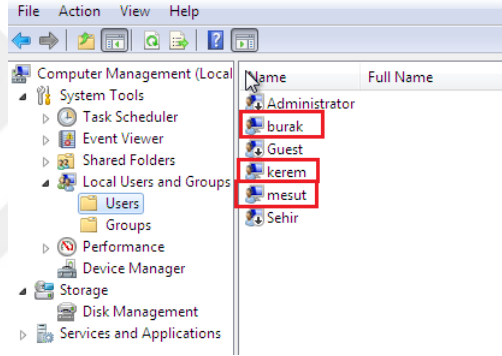 File Action View Help
Computer Management (Local
System Tools
Task Scheduler
Event Viewer
Shared Folders
Local Users and Groups
Users
Groups
Performance
Device Manager
Storage
Disk Management
Services and Applications
Name Full Name
Administrator
burak
Guest
kerem
mesut
Sehir